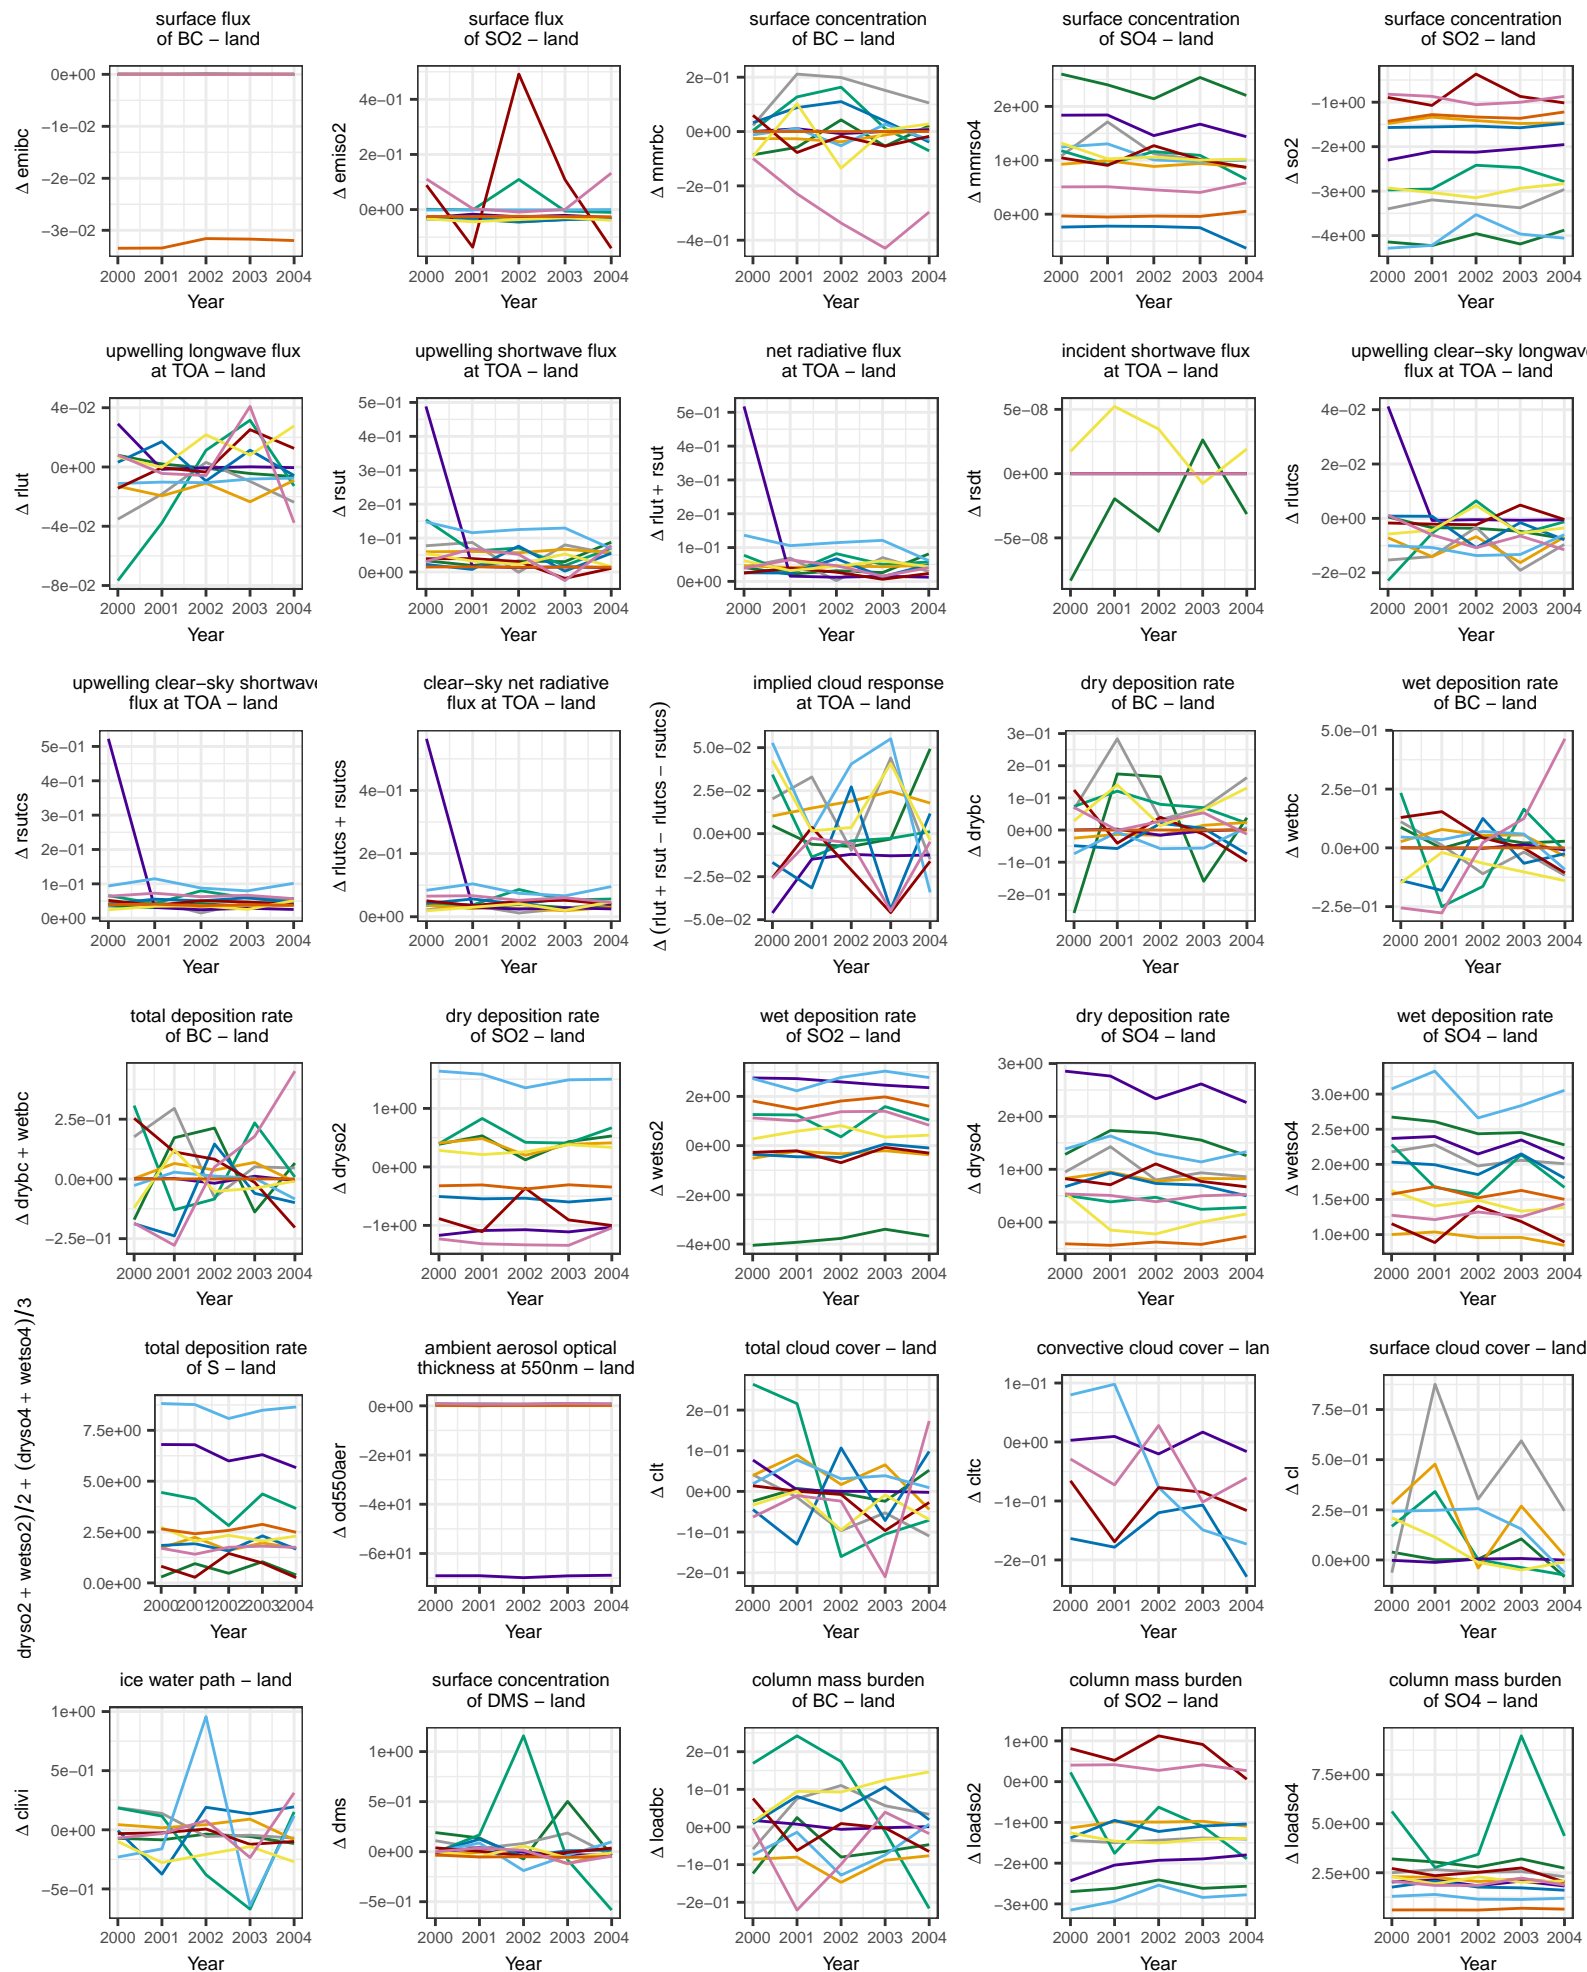 surface flux
of BC − land
Δ emibc
0e+00
−1e−02
−2e−02
−3e−02
2000 2001 2002 2003 2004
Year
surface flux
of SO2 − land
Δ emiso2
4e−01
2e−01
0e+00
2000 2001 2002 2003 2004
Year
surface concentration
of BC − land
Δ mmrbc
2e−01
0e+00
−2e−01
−4e−01
2000 2001 2002 2003 2004
Year
surface concentration
of SO4 − land
Δ mmrso4
2e+00
1e+00
0e+00
2000 2001 2002 2003 2004
Year
surface concentration
of SO2 − land
Δ so2
−1e+00
−2e+00
−3e+00
−4e+00
2000 2001 2002 2003 2004
Year
upwelling longwave flux
at TOA − land
Δ rlut
4e−02
0e+00
−4e−02
−8e−02
2000 2001 2002 2003 2004
Year
upwelling shortwave flux
at TOA − land
Δ rsut
5e−01
4e−01
3e−01
2e−01
1e−01
0e+00
2000 2001 2002 2003 2004
Year
net radiative flux
at TOA − land
Δ rlut + rsut
5e−01
4e−01
3e−01
2e−01
1e−01
0e+00
2000 2001 2002 2003 2004
Year
incident shortwave flux
at TOA − land
Δ rsdt
5e−08
0e+00
−5e−08
2000 2001 2002 2003 2004
Year
upwelling clear−sky longwave
flux at TOA − land
Δ rlutcs
4e−02
2e−02
0e+00
−2e−02
2000 2001 2002 2003 2004
Year
upwelling clear−sky shortwave
flux at TOA − land
Δ rsutcs
5e−01
4e−01
3e−01
2e−01
1e−01
0e+00
2000 2001 2002 2003 2004
Year
clear−sky net radiative
flux at TOA − land
Δ rlutcs + rsutcs
4e−01
2e−01
0e+00
2000 2001 2002 2003 2004
Year
implied cloud response
at TOA − land
Δ (rlut + rsut − rlutcs − rsutcs)
5.0e−02
2.5e−02
0.0e+00
−2.5e−02
−5.0e−02
2000 2001 2002 2003 2004
Year
dry deposition rate
of BC − land
Δ drybc
3e−01
2e−01
1e−01
0e+00
−1e−01
−2e−01
2000 2001 2002 2003 2004
Year
wet deposition rate
of BC − land
Δ wetbc
5.0e−01
2.5e−01
0.0e+00
−2.5e−01
2000 2001 2002 2003 2004
Year
total deposition rate
of BC − land
Δ drybc + wetbc
2.5e−01
0.0e+00
−2.5e−01
2000 2001 2002 2003 2004
Year
dry deposition rate
of SO2 − land
Δ dryso2
1e+00
0e+00
−1e+00
2000 2001 2002 2003 2004
Year
wet deposition rate
of SO2 − land
Δ wetso2
2e+00
0e+00
−2e+00
−4e+00
2000 2001 2002 2003 2004
Year
dry deposition rate
of SO4 − land
Δ dryso4
3e+00
2e+00
1e+00
0e+00
2000 2001 2002 2003 2004
Year
wet deposition rate
of SO4 − land
Δ wetso4
3.0e+00
2.5e+00
2.0e+00
1.5e+00
1.0e+00
2000 2001 2002 2003 2004
Year
total deposition rate
of S − land
dryso2 + wetso2)/2 + (dryso4 + wetso4)/3
7.5e+00
5.0e+00
2.5e+00
0.0e+00
2000 2001 2002 2003 2004
Year
ambient aerosol optical
thickness at 550nm − land
Δ od550aer
0e+00
−2e+01
−4e+01
−6e+01
2000 2001 2002 2003 2004
Year
total cloud cover − land
Δ clt
2e−01
1e−01
0e+00
−1e−01
−2e−01
2000 2001 2002 2003 2004
Year
convective cloud cover − lan
Δ cltc
1e−01
0e+00
−1e−01
−2e−01
2000 2001 2002 2003 2004
Year
surface cloud cover − land
Δ cl
7.5e−01
5.0e−01
2.5e−01
0.0e+00
2000 2001 2002 2003 2004
Year
ice water path − land
Δ clivi
1e+00
5e−01
0e+00
−5e−01
2000 2001 2002 2003 2004
Year
surface concentration
of DMS − land
Δ dms
1e+00
5e−01
0e+00
−5e−01
2000 2001 2002 2003 2004
Year
column mass burden
of BC − land
Δ loadbc
2e−01
1e−01
0e+00
−1e−01
−2e−01
2000 2001 2002 2003 2004
Year
column mass burden
of SO2 − land
Δ loadso2
1e+00
0e+00
−1e+00
−2e+00
−3e+00
2000 2001 2002 2003 2004
Year
column mass burden
of SO4 − land
Δ loadso4
7.5e+00
5.0e+00
2.5e+00
2000 2001 2002 2003 2004
Year